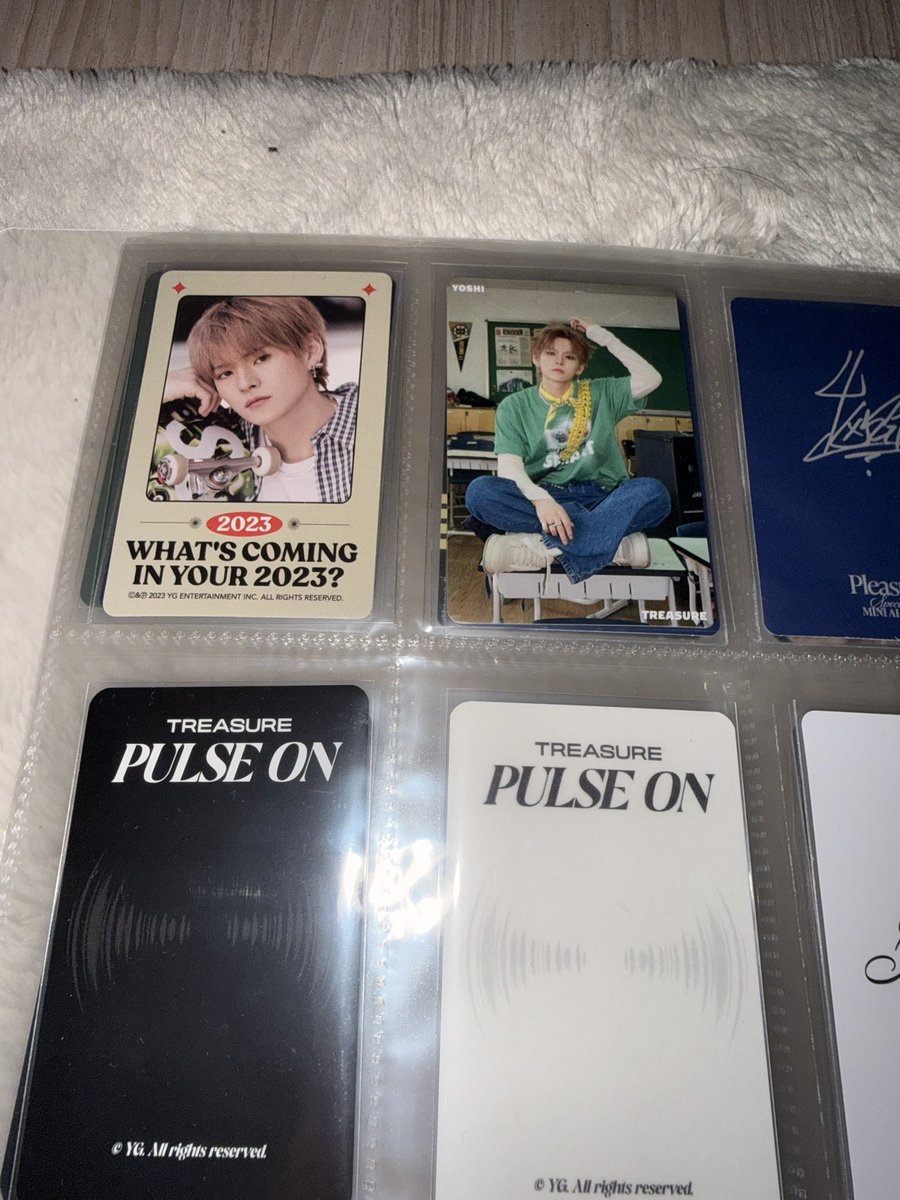 2023
WHAT'S COMING
IN YOUR 2023?
©&℗ 2023 YG ENTERTAINMENT INC. ALL RIGHTS RESERVED.
YOSHI
TREASURE
TREASURE
PULSE ON
© YG. All rights reserved.
TREASURE
PULSE ON
© YG. All rights reserved.